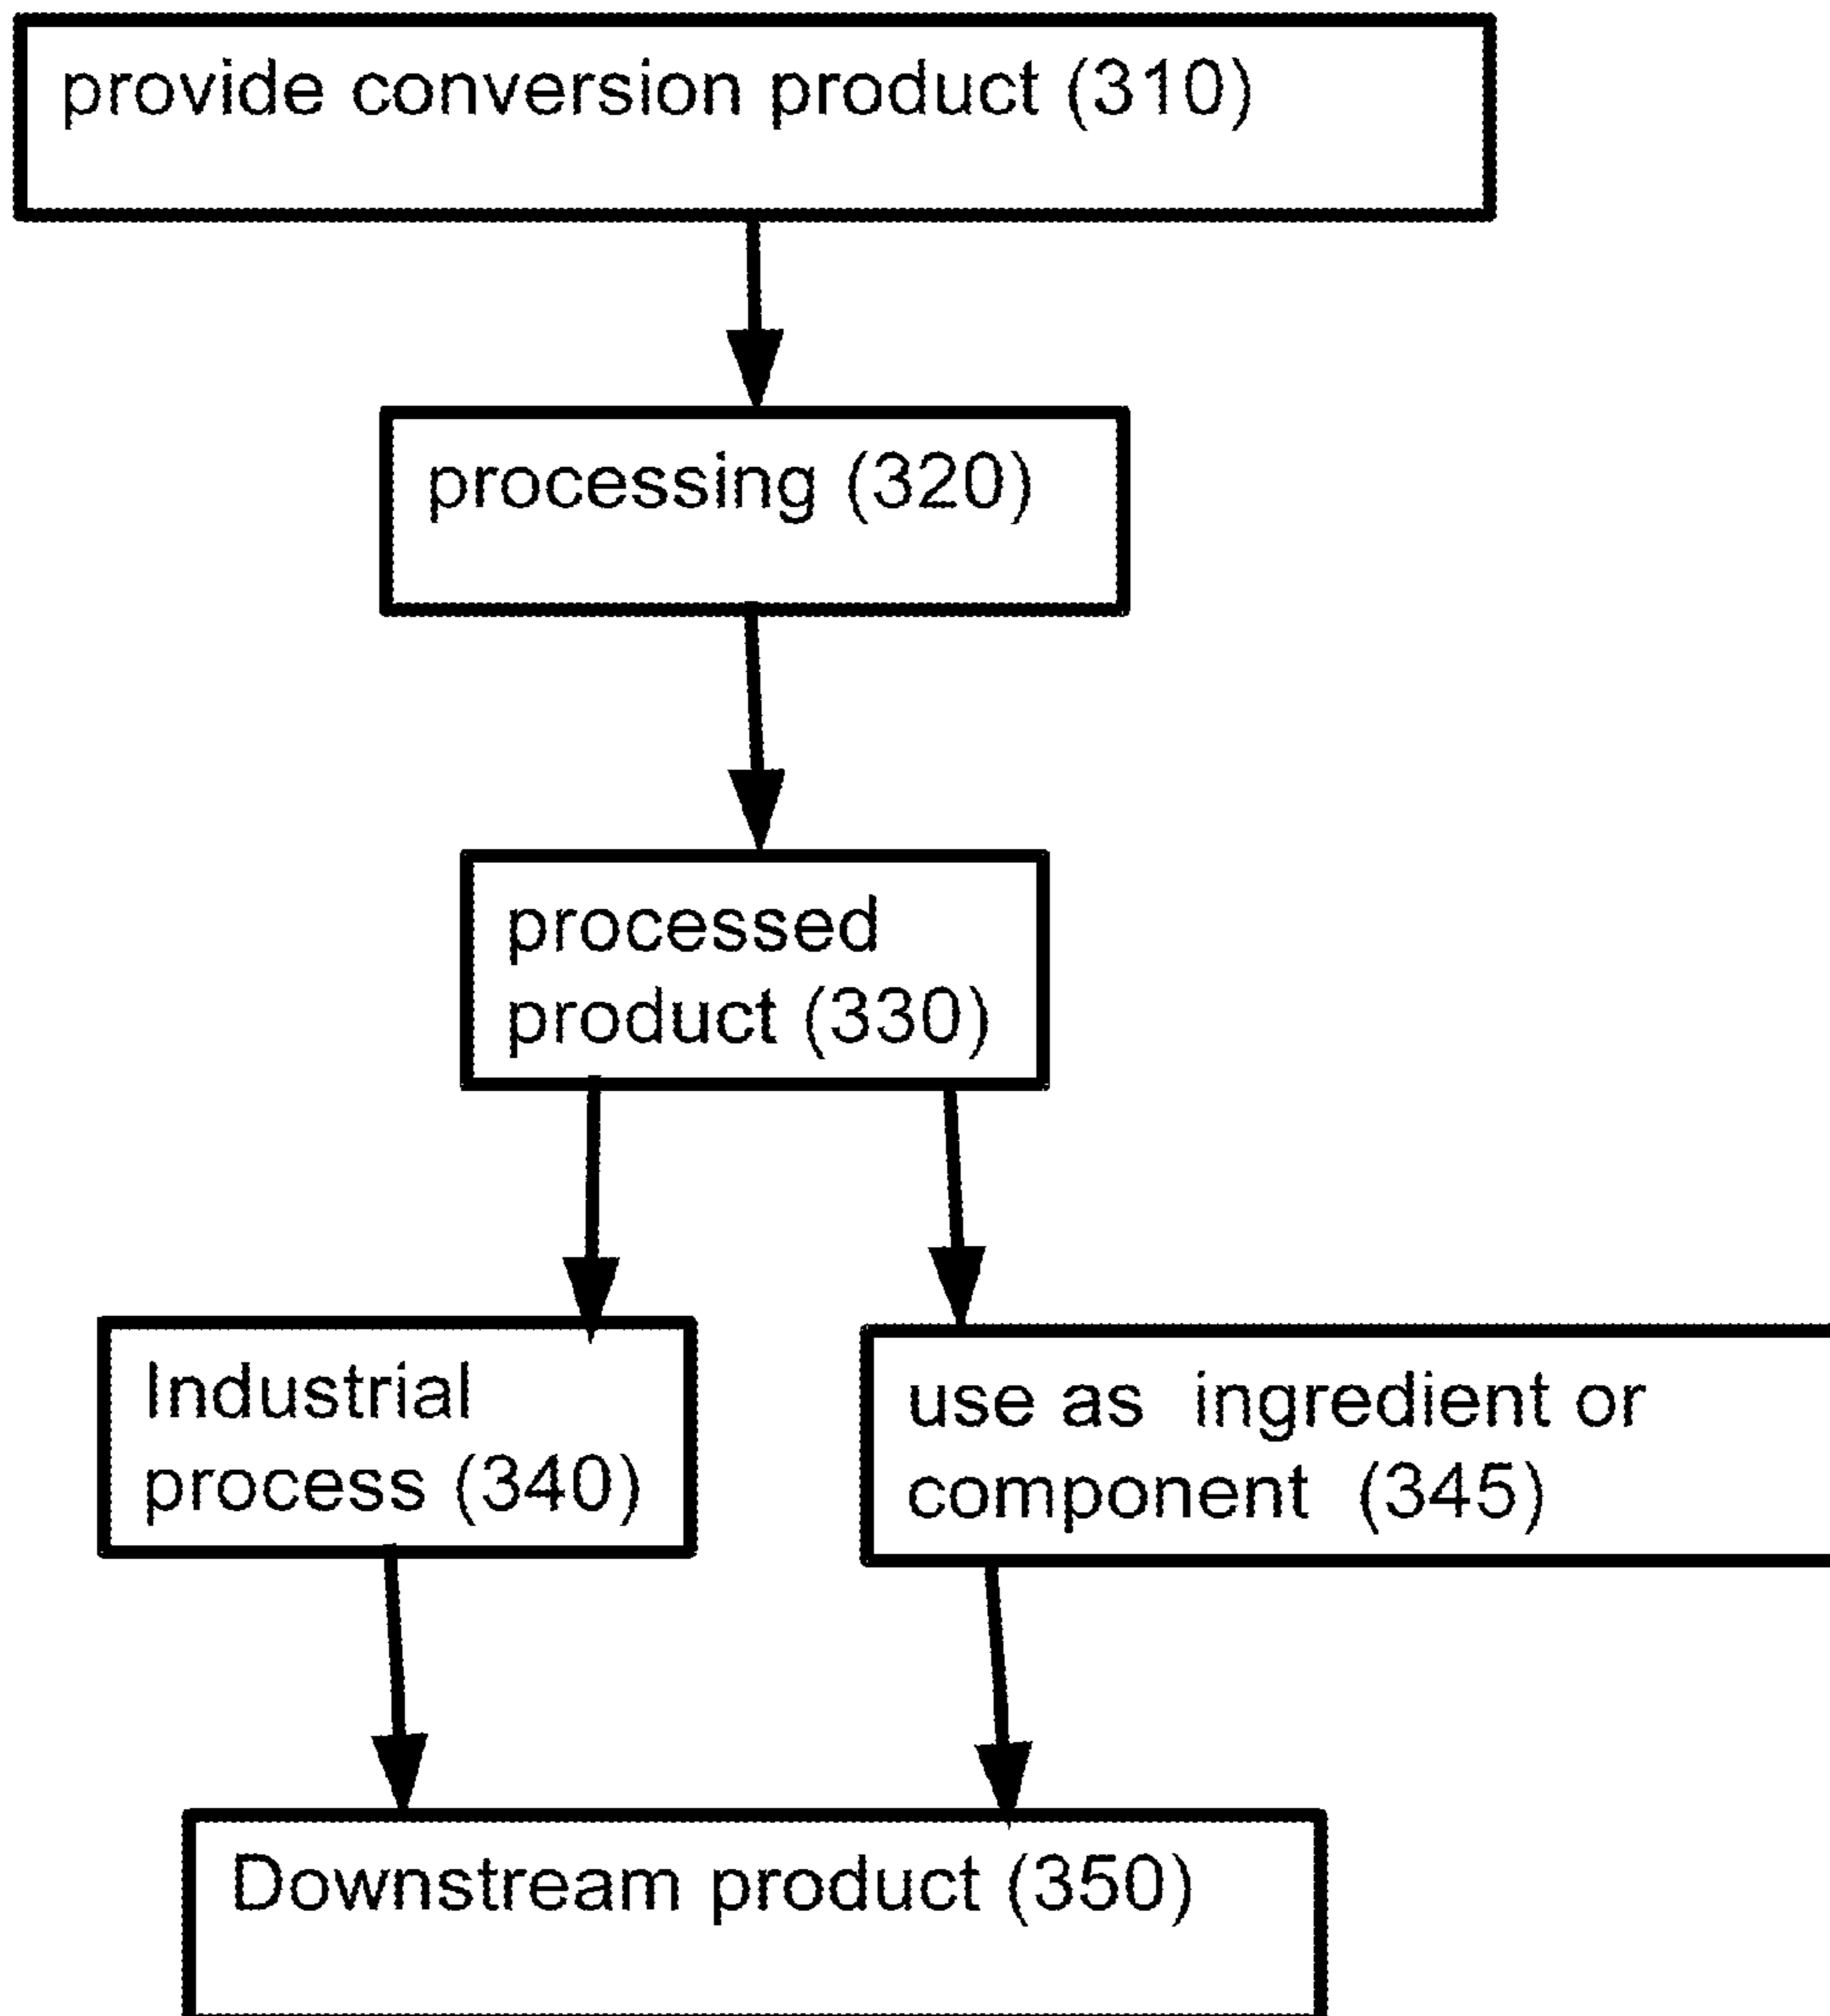 provide conversion product (310)
processing (320)
processed
product (330)
Industrial
process (340)
use as ingredient or
component (345)
Downstream product (350)